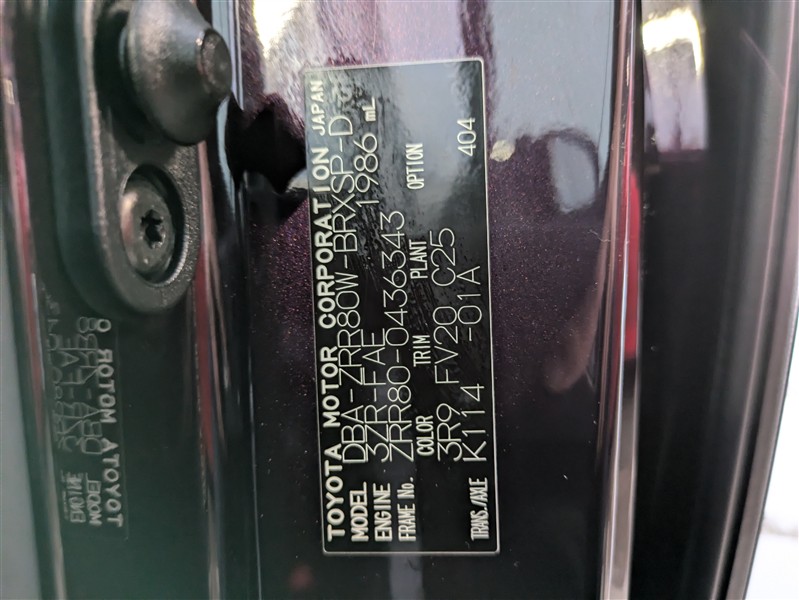 TOYOTA MOTOR CORPORATION JAPAN
MODEL DBA-ZRR80W-BRXSP-D
ENGINE 3ZR-FAE 1986 mL
FRAME No. ZRR80-0436343
COLOR TRIM PLANT OPTION
3R9 FV20 C25 404
TRANS./AXLE K114 -01A